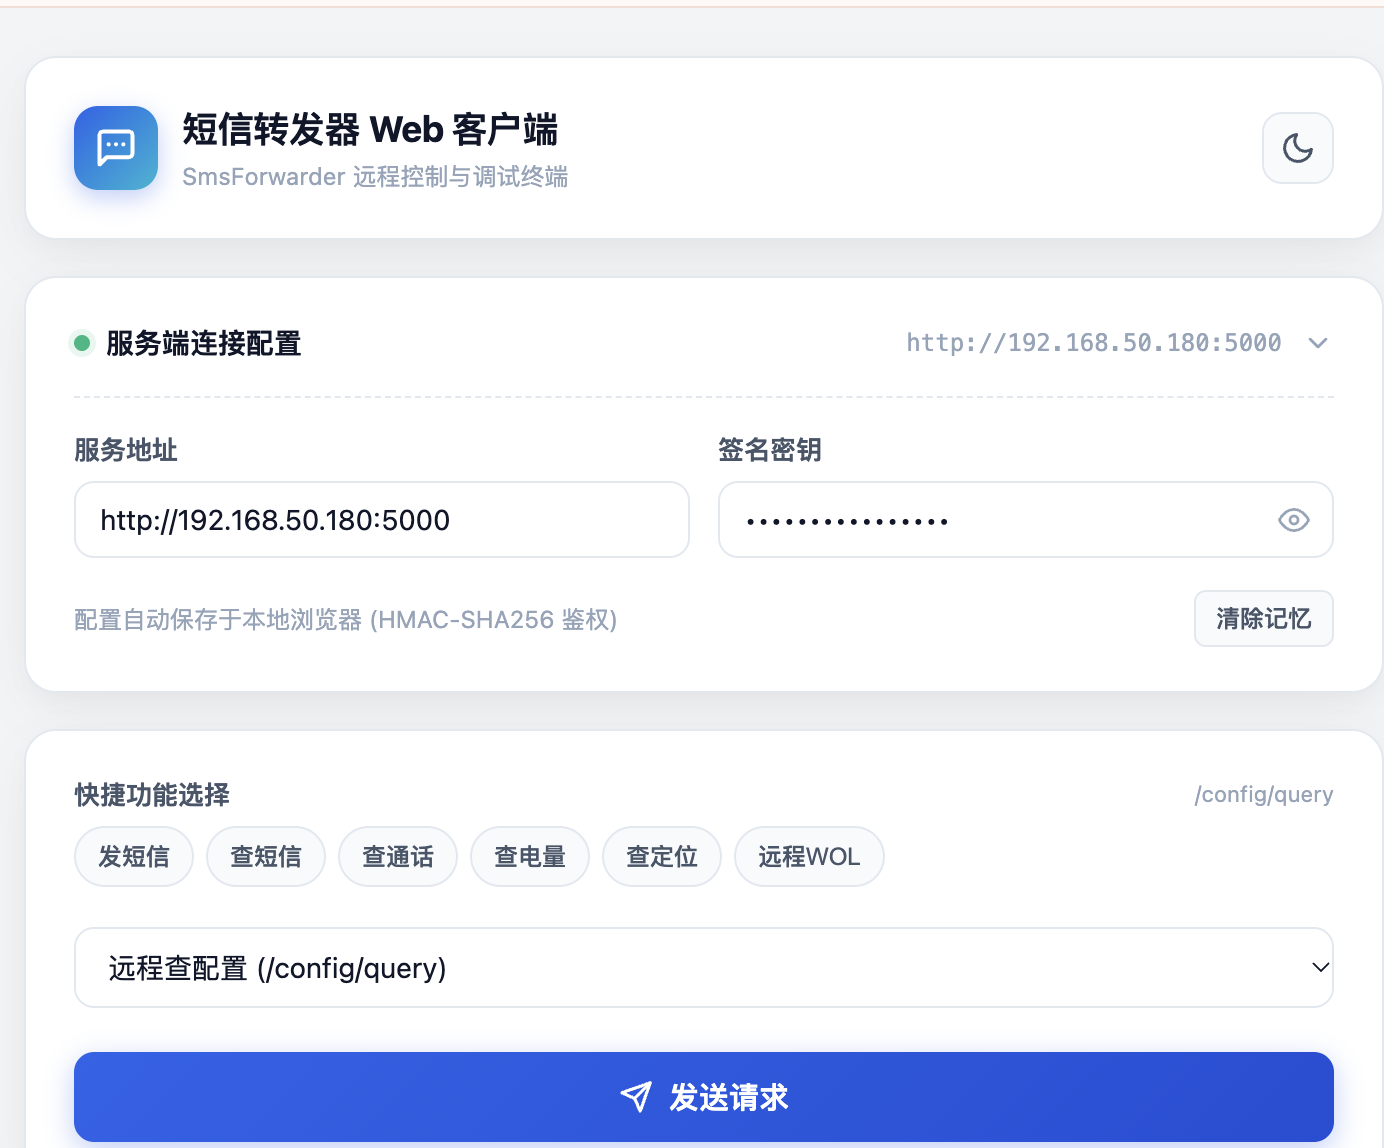 短信转发器 Web 客户端
SmsForwarder 远程控制与调试终端
服务端连接配置
http://192.168.50.180:5000
服务地址
签名密钥
http://192.168.50.180:5000
••••••••••••••••
配置自动保存于本地浏览器 (HMAC-SHA256 鉴权)
清除记忆
快捷功能选择
/config/query
发短信
查短信
查通话
查电量
查定位
远程WOL
远程查配置 (/config/query)
发送请求